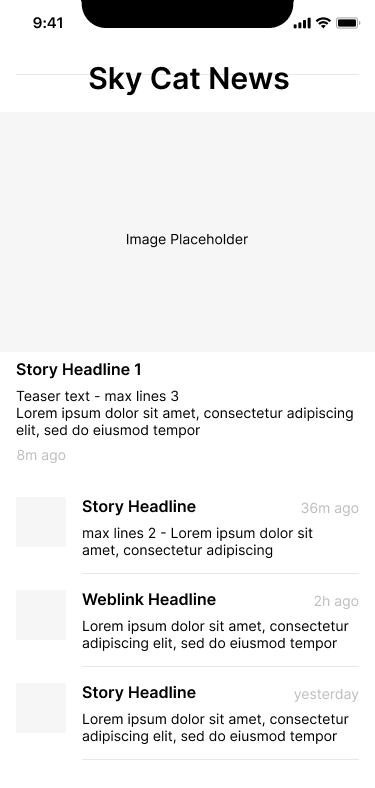 9:41
Sky Cat News
Image Placeholder
Story Headline 1
Teaser text - max lines 3
Lorem ipsum dolor sit amet, consectetur adipiscing
elit, sed do eiusmod tempor
8m ago
Story Headline
36m ago
max lines 2 - Lorem ipsum dolor sit
amet, consectetur adipiscing
Weblink Headline
2h ago
Lorem ipsum dolor sit amet, consectetur
adipiscing elit, sed do eiusmod tempor
Story Headline
yesterday
Lorem ipsum dolor sit amet, consectetur
adipiscing elit, sed do eiusmod tempor